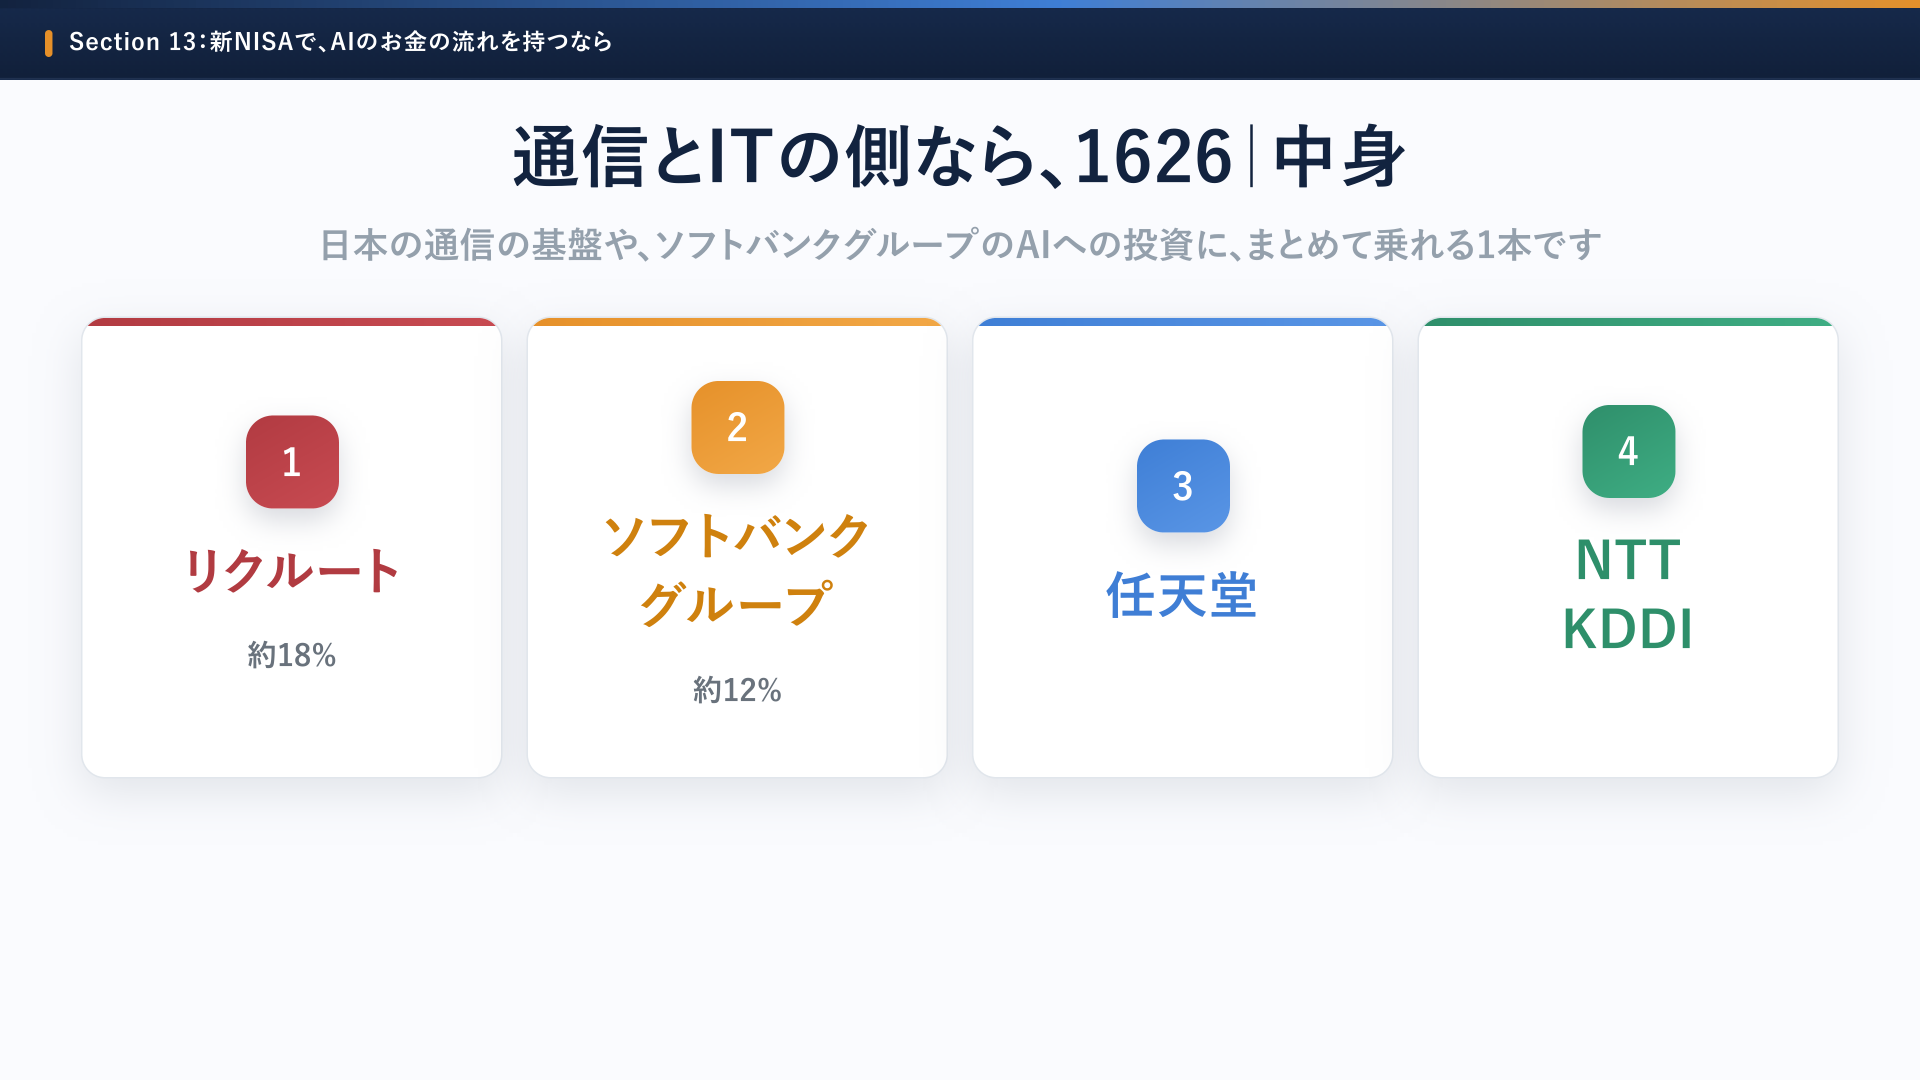 Section 13：新NISAで、AIのお金の流れを持つなら
通信とITの側なら、1626｜中身
日本の通信の基盤や、ソフトバンクグループのAIへの投資に、まとめて乗れる1本です
1
リクルート
約18%
2
ソフトバンク
グループ
約12%
3
任天堂
4
NTT
KDDI